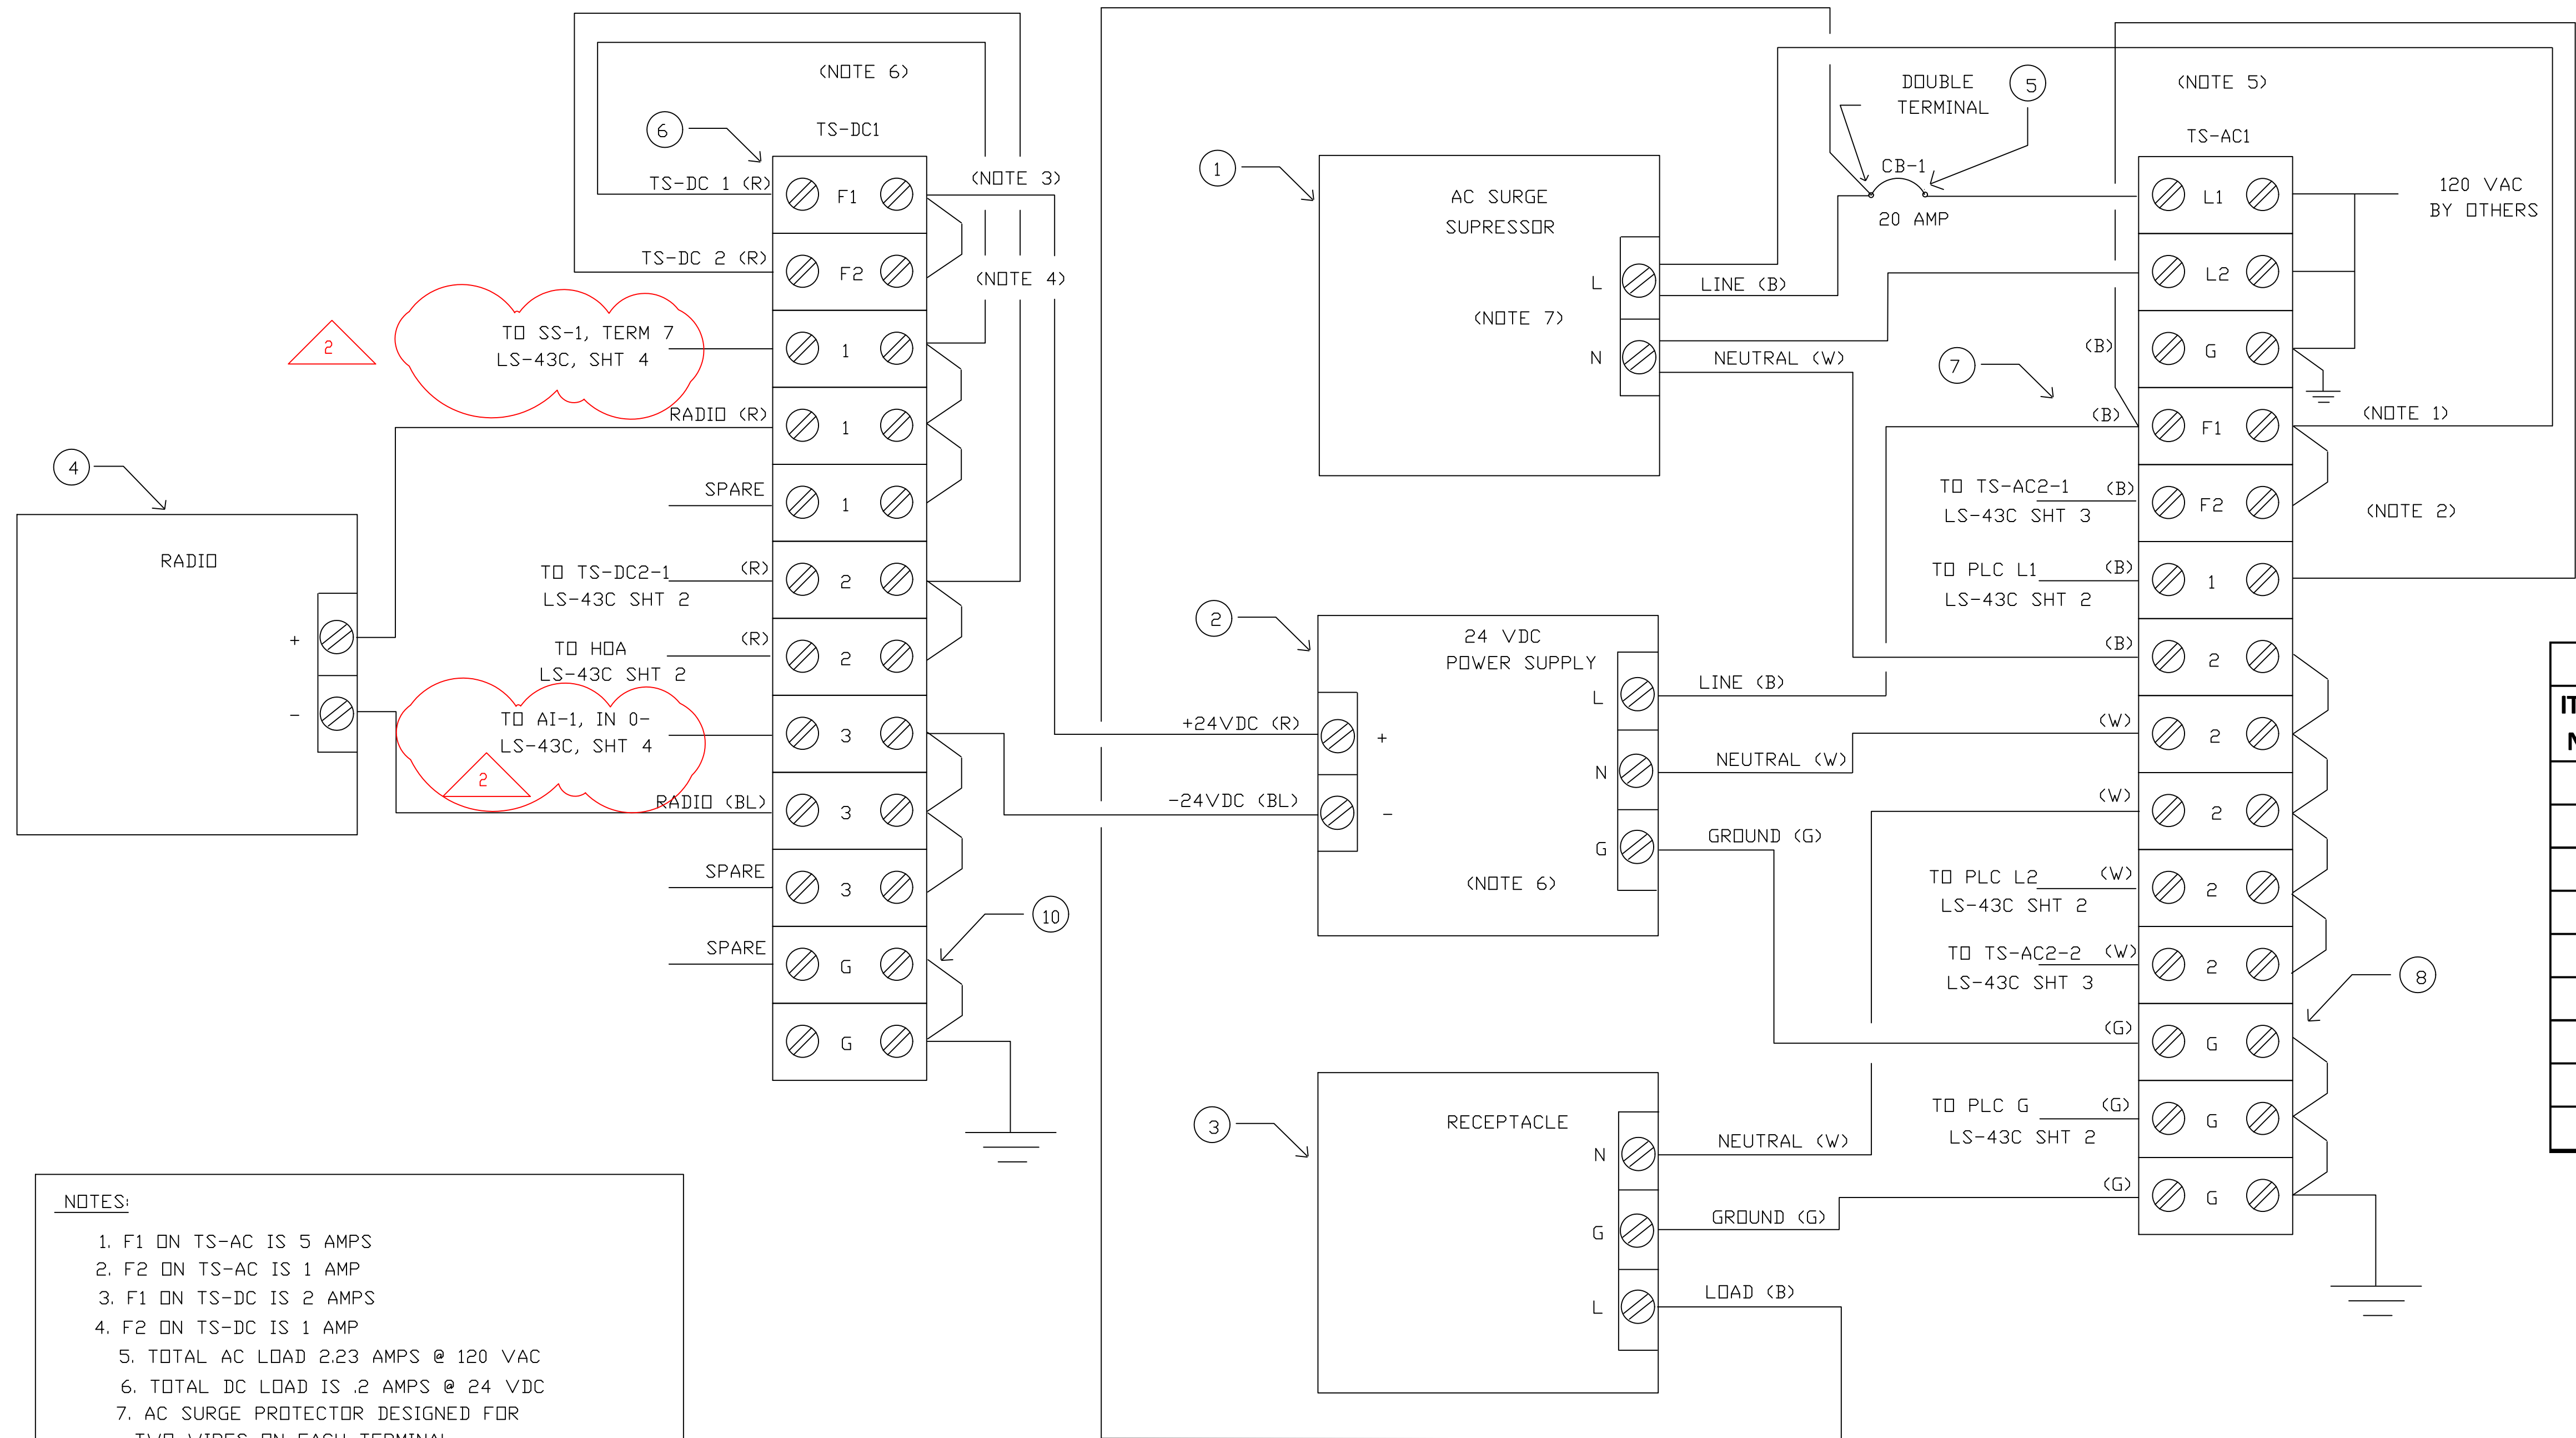 (NOTE 6)
6
TS-DC1
TS-DC 1 (R)
F1
(NOTE 3)
TS-DC 2 (R)
F2
(NOTE 4)
TO SS-1, TERM 7
LS-43C, SHT 4
2
1
RADIO (R)
1
SPARE
1
TO TS-DC2-1
LS-43C SHT 2
(R)
2
TO HOA
LS-43C SHT 2
(R)
2
TO AI-1, IN 0-
LS-43C, SHT 4
2
3
RADIO (BL)
3
SPARE
3
SPARE
G
G
10
4
RADIO
+
-
NOTES:
1. F1 ON TS-AC IS 5 AMPS
2. F2 ON TS-AC IS 1 AMP
3. F1 ON TS-DC IS 2 AMPS
4. F2 ON TS-DC IS 1 AMP
5. TOTAL AC LOAD 2.23 AMPS @ 120 VAC
6. TOTAL DC LOAD IS .2 AMPS @ 24 VDC
7. AC SURGE PROTECTOR DESIGNED FOR
TWO WIRES ON EACH TERMINAL
1
AC SURGE
SUPRESSOR
L
(NOTE 7)
N
LINE (B)
NEUTRAL (W)
DOUBLE
TERMINAL
5
CB-1
20 AMP
2
24 VDC
POWER SUPPLY
L
N
G
+24VDC (R)
+
-24VDC (BL)
-
(NOTE 6)
LINE (B)
NEUTRAL (W)
GROUND (G)
3
RECEPTACLE
N
G
L
NEUTRAL (W)
GROUND (G)
LOAD (B)
(NOTE 5)
TS-AC1
L1
120 VAC
BY OTHERS
L2
(B)
G
7
(B)
F1
(NOTE 1)
TO TS-AC2-1 (B)
LS-43C SHT 3
F2
(NOTE 2)
TO PLC L1 (B)
LS-43C SHT 2
1
(B)
2
(W)
2
(W)
2
TO PLC L2 (W)
LS-43C SHT 2
2
TO TS-AC2-2 (W)
LS-43C SHT 3
2
8
(G)
G
TO PLC G (G)
LS-43C SHT 2
G
(G)
G